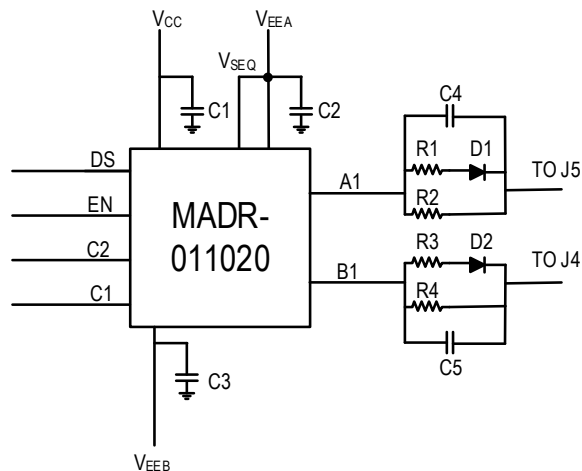 VCC
VEEA
VSEQ
C1
C2
C4
DS
R1
D1
A1
TO J5
EN
R2
MADR-
011020
C2
R3
D2
TO J4
B1
R4
C1
C5
C3
VEEB